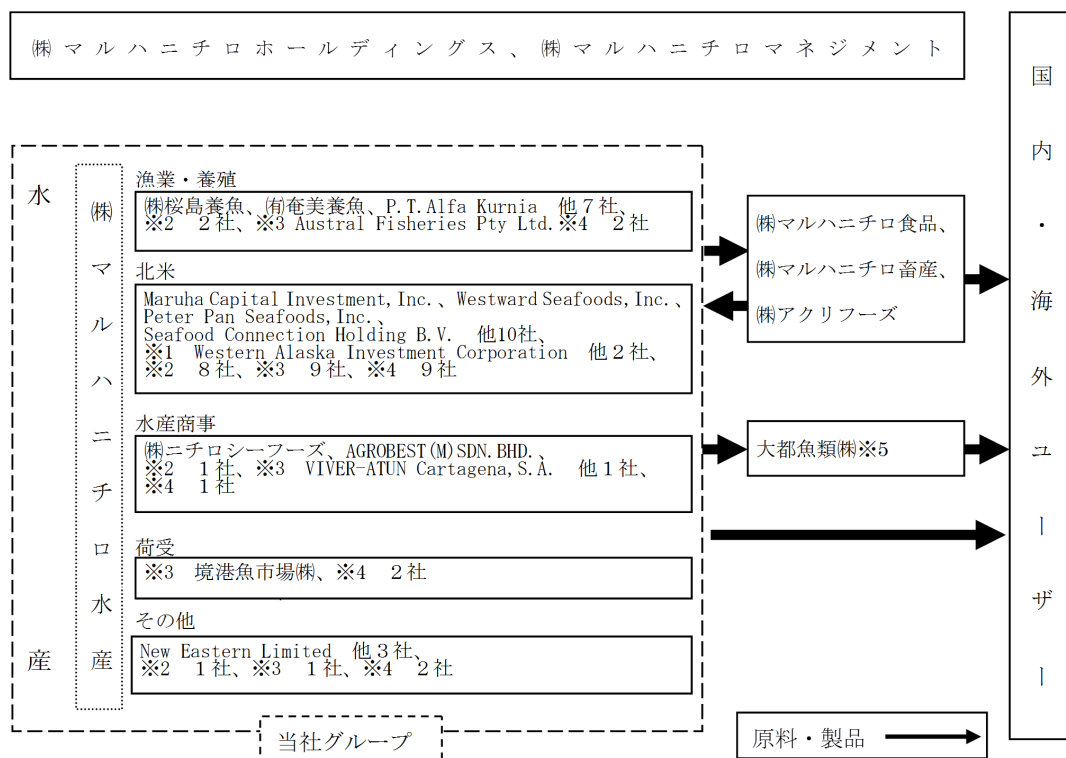 ㈱マルハニチロホールディングス、㈱マルハニチロマネジメント
国内・海外ユーザー
水産
㈱マルハニチロ水産
漁業・養殖
㈱桜島養魚、㈲奄美養魚、P.T.Alfa Kurnia 他7社、
※2 2社、※3 Austral Fisheries Pty Ltd.※4 2社
北米
Maruha Capital Investment,Inc.、Westward Seafoods,Inc.、
Peter Pan Seafoods,Inc.、
Seafood Connection Holding B.V. 他10社、
※1 Western Alaska Investment Corporation 他2社、
※2 8社、※3 9社、※4 9社
水産商事
㈱ニチロシーフーズ、AGROBEST(M)SDN.BHD.、
※2 1社、※3 VIVER-ATUN Cartagena,S.A. 他1社、
※4 1社
荷受
※3 境港魚市場㈱、※4 2社
その他
New Eastern Limited 他3社、
※2 1社、※3 1社、※4 2社
㈱マルハニチロ食品、
㈱マルハニチロ畜産、
㈱アクリフーズ
大都魚類㈱※5
当社グループ
原料・製品